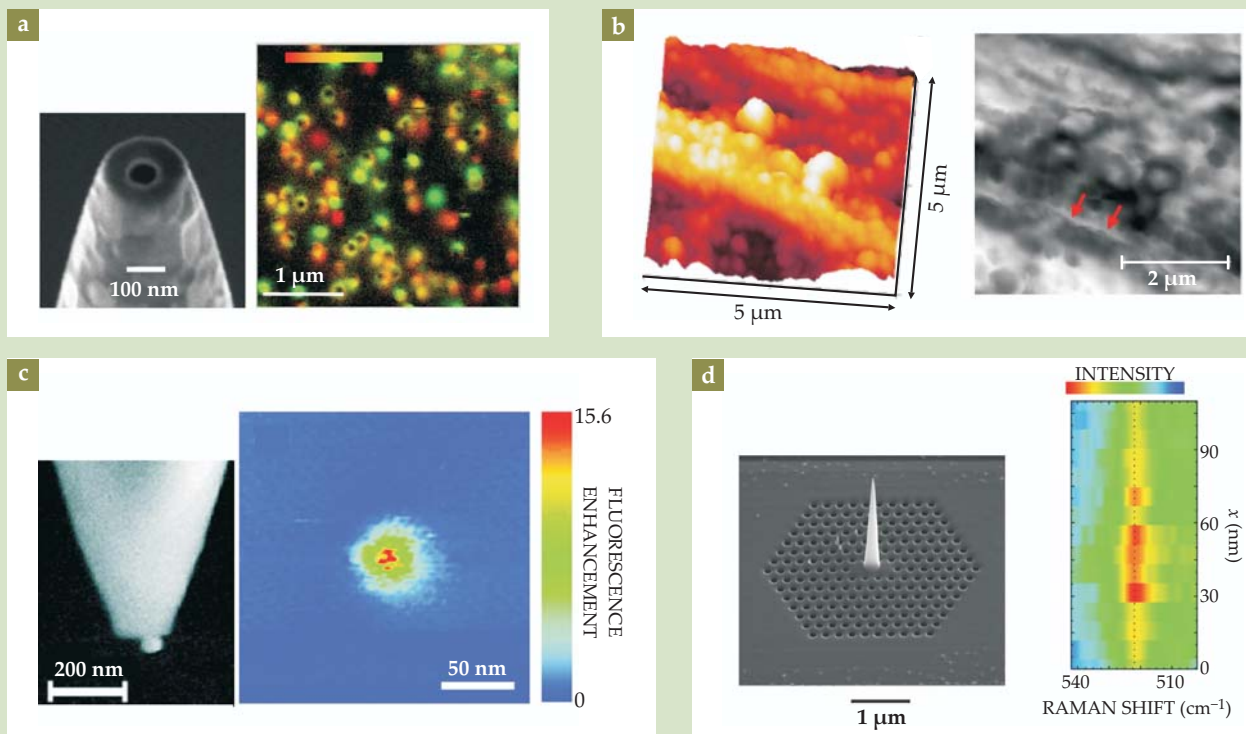 a
100 nm
1 μm
b
5 μm
5 μm
2 μm
c
200 nm
15.6
FLUORESCENCE
ENHANCEMENT
0
50 nm
d
1 μm
INTENSITY
90
60
30
0
x (nm)
540
510
RAMAN SHIFT (cm⁻¹)